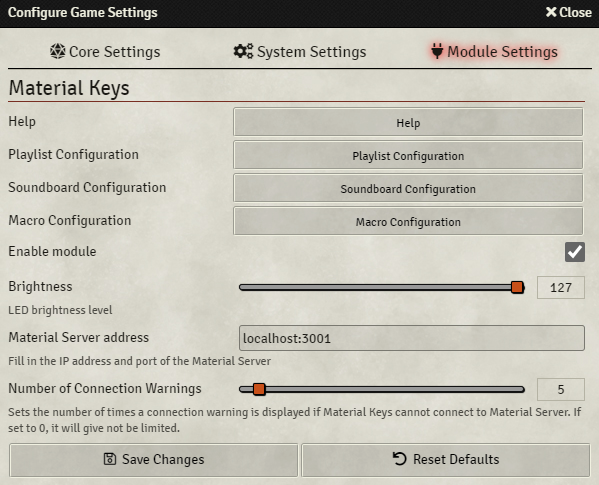 Configure Game Settings
Close
Core Settings
System Settings
Module Settings
Material Keys
Help
Help
Playlist Configuration
Playlist Configuration
Soundboard Configuration
Soundboard Configuration
Macro Configuration
Macro Configuration
Enable module
Brightness
127
LED brightness level
Material Server address
localhost:3001
Fill in the IP address and port of the Material Server
Number of Connection Warnings
5
Sets the number of times a connection warning is displayed if Material Keys cannot connect to Material Server. If
set to 0, it will give not be limited.
Save Changes
Reset Defaults